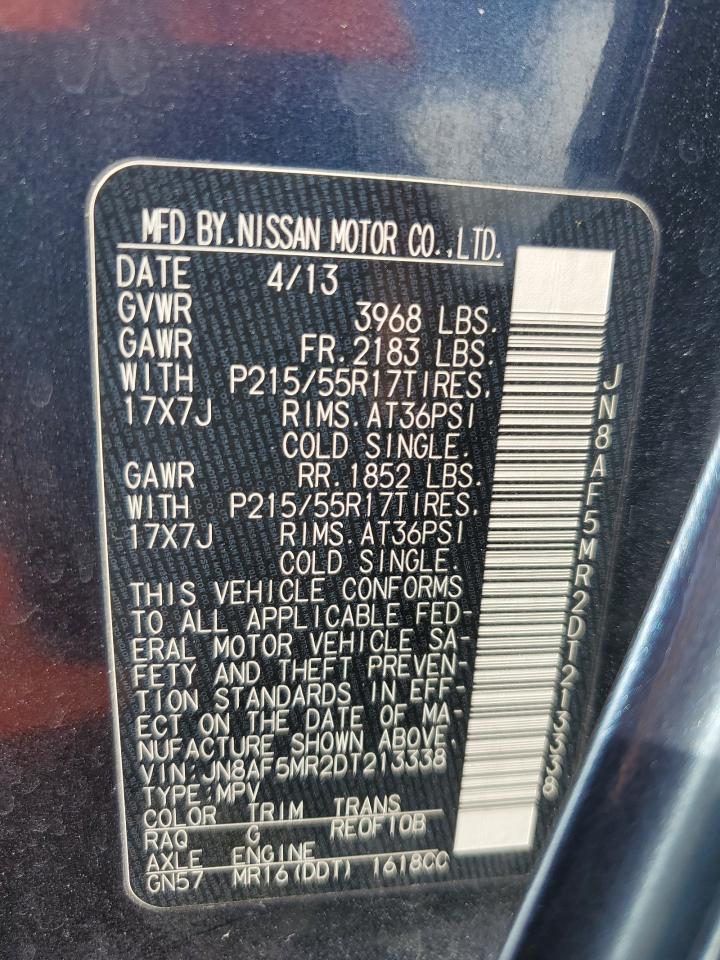 MFD BY.NISSAN MOTOR CO.,LTD.
DATE 4/13
GVWR 3968 LBS.
GAWR FR.2183 LBS.
WITH P215/55R17TIRES,
17X7J RIMS.AT36PSI
COLD SINGLE.
GAWR RR.1852 LBS.
WITH P215/55R17TIRES.
17X7J RIMS.AT36PSI
COLD SINGLE.
THIS VEHICLE CONFORMS
TO ALL APPLICABLE FED-
ERAL MOTOR VEHICLE SA-
FETY AND THEFT PREVEN-
TION STANDARDS IN EFF-
ECT ON THE DATE OF MA-
NUFACTURE SHOWN ABOVE.
VIN:JN8AF5MR2DT213338
TYPE:MPV
COLOR TRIM TRANS
RAQ G RE0F10B
AXLE ENGINE
GN57 MR16(DDT) 1618CC
JN8AF5MR2DT213338